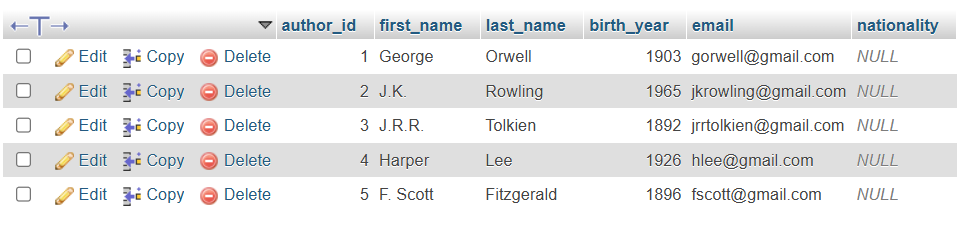 author_id first_name last_name birth_year email nationality
Edit Copy Delete 1 George Orwell 1903 gorwell@gmail.com NULL
Edit Copy Delete 2 J.K. Rowling 1965 jkrowling@gmail.com NULL
Edit Copy Delete 3 J.R.R. Tolkien 1892 jrrtolkien@gmail.com NULL
Edit Copy Delete 4 Harper Lee 1926 hlee@gmail.com NULL
Edit Copy Delete 5 F. Scott Fitzgerald 1896 fscott@gmail.com NULL